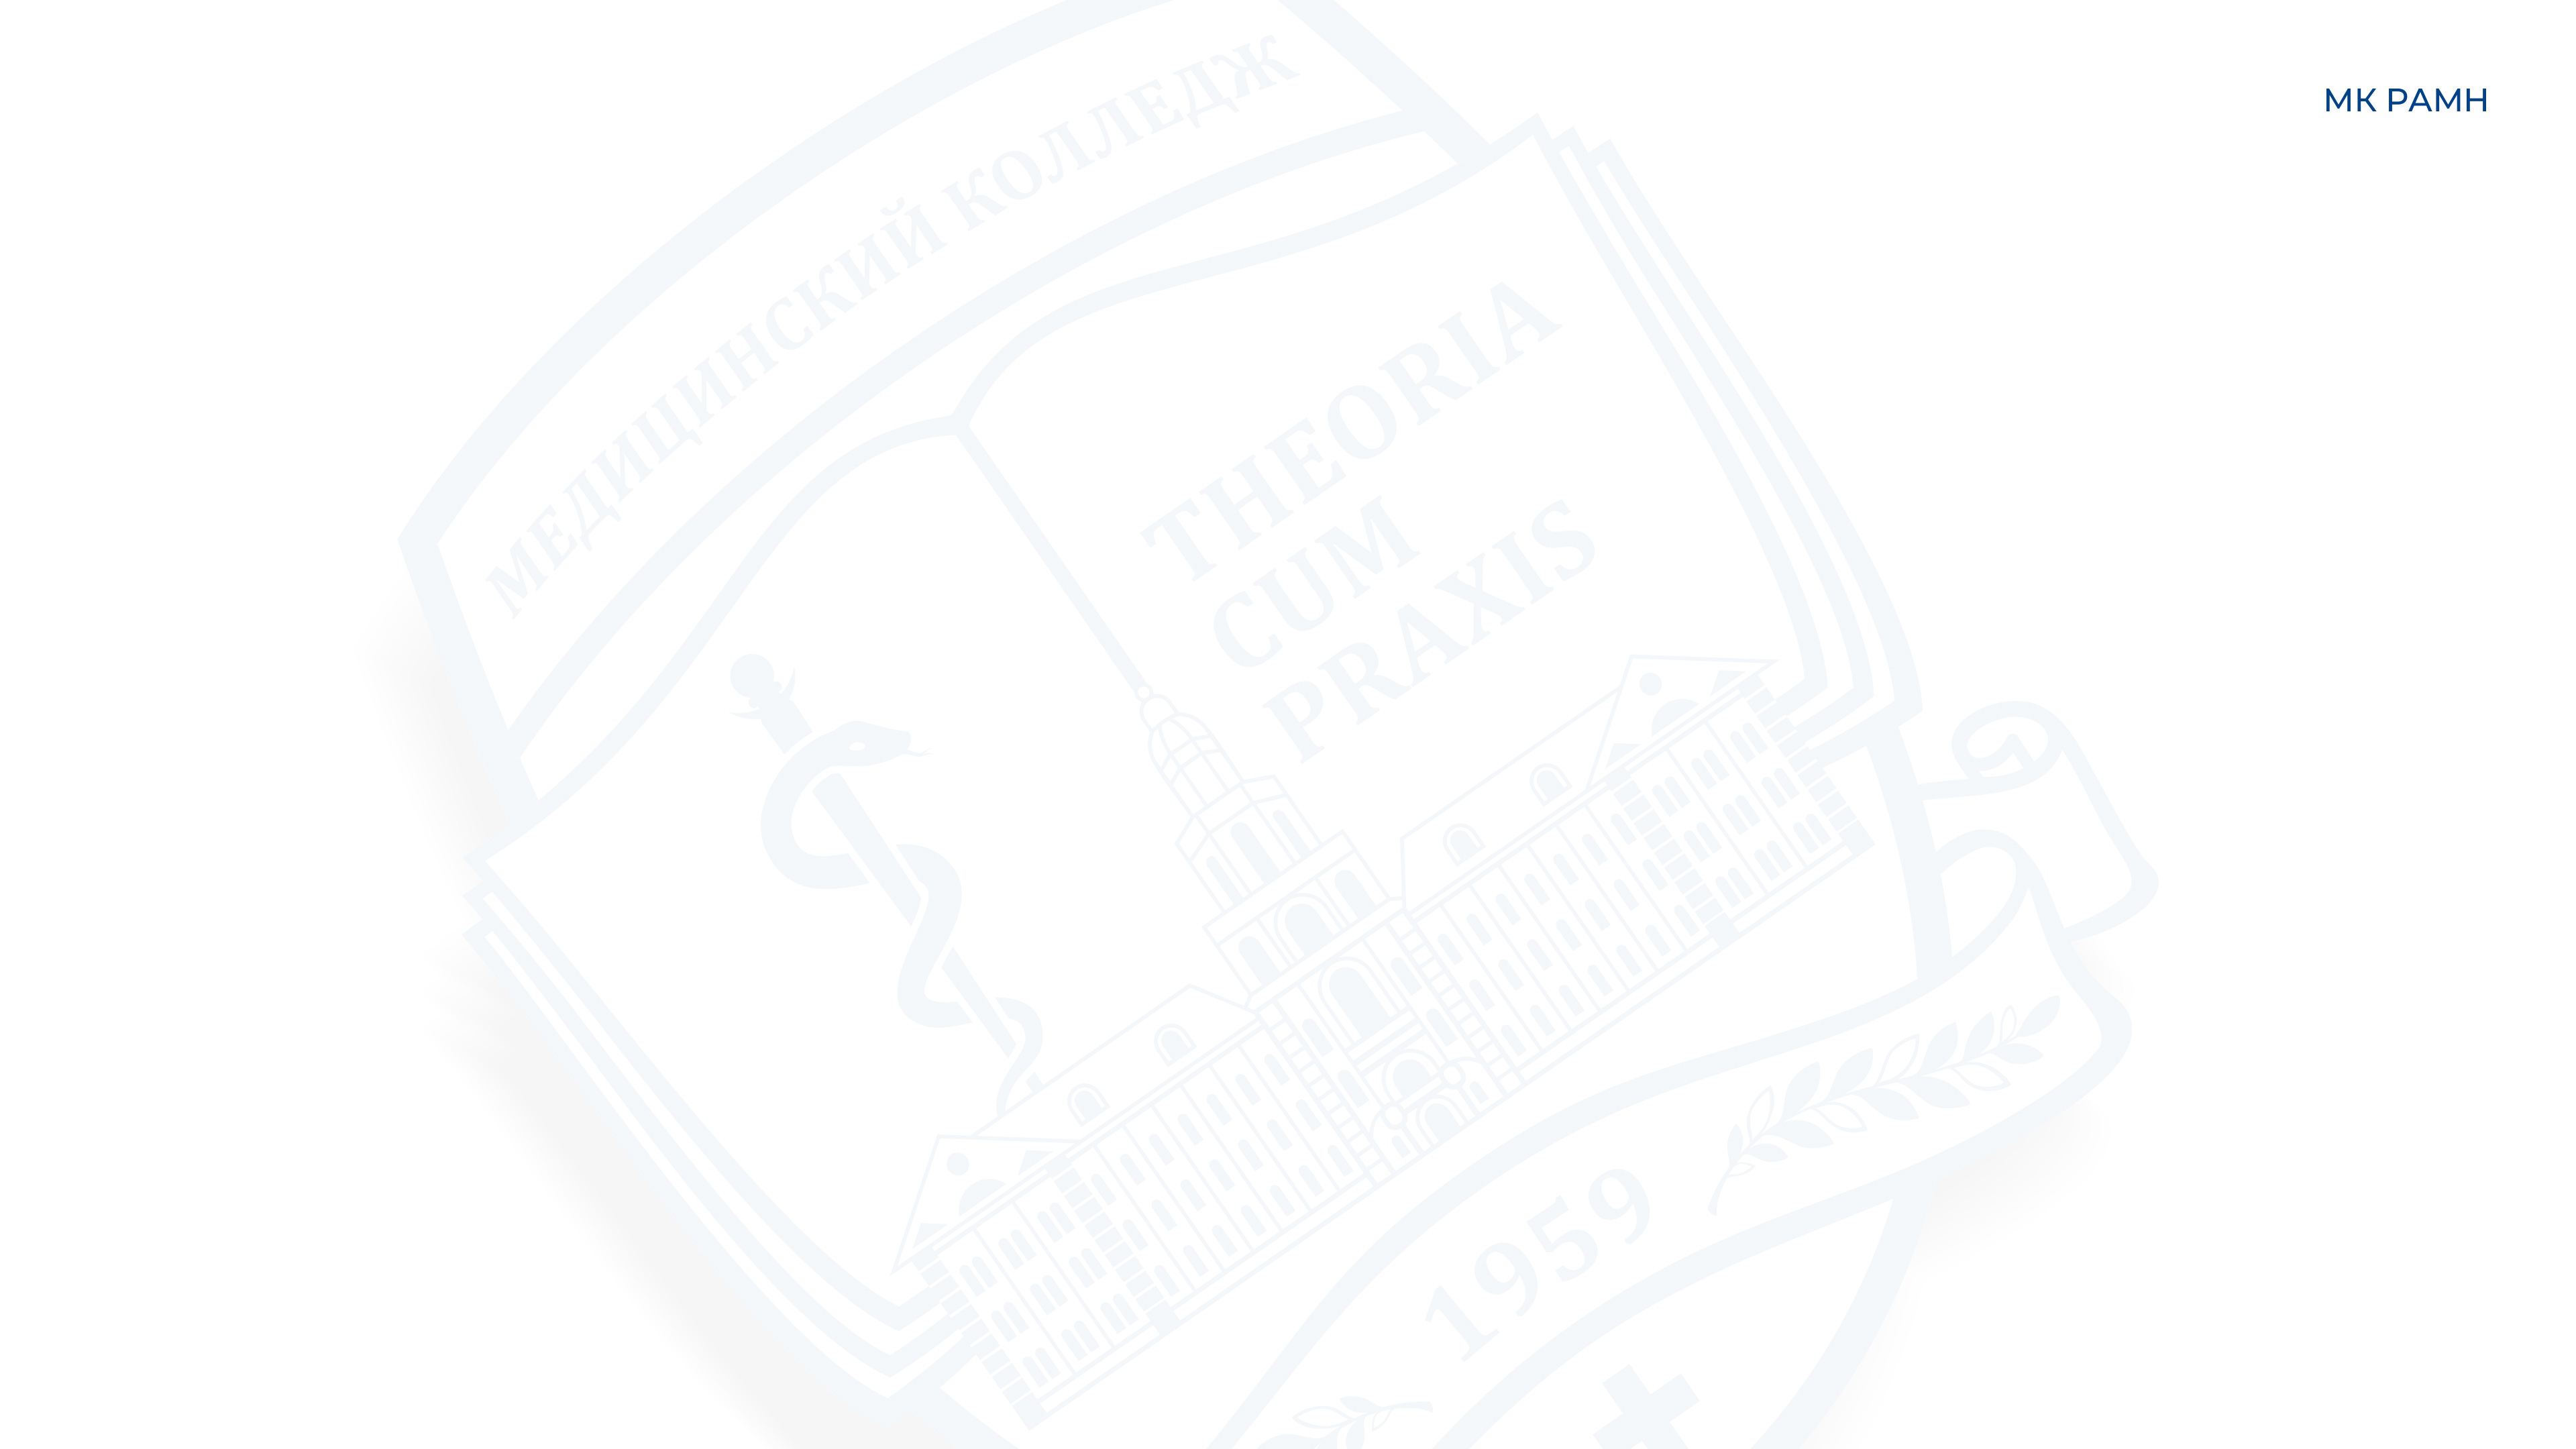 МК РАМН
МЕДИЦИНСКИЙ КОЛЛЕДЖ
THEORIA
CUM
PRAXIS
1959